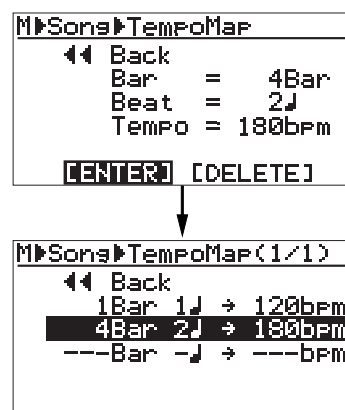 M▶Song▶TempoMap
◀◀ Back
Bar = 4Bar
Beat = 2♩
Tempo = 180bpm
[ENTER] [DELETE]
M▶Song▶TempoMap(1/1)
◀◀ Back
1Bar 1♩ → 120bpm
4Bar 2♩ → 180bpm
---Bar -♩ → ---bpm